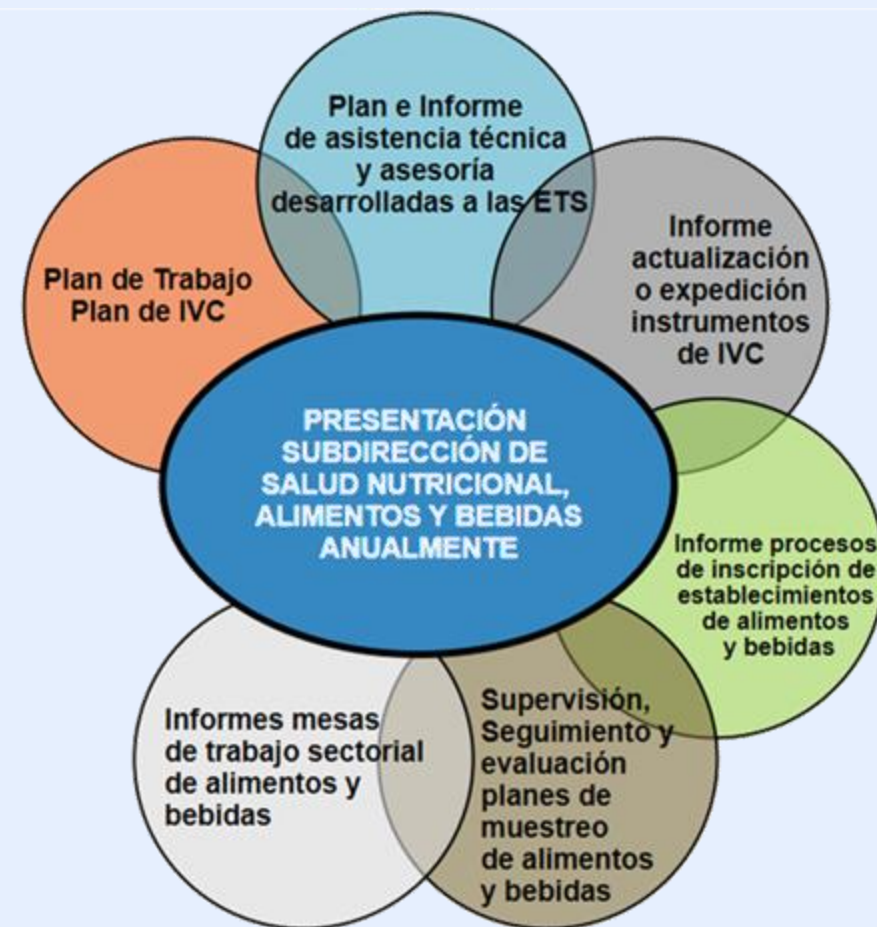 Plan e Informe
de asistencia técnica
y asesoría
desarrolladas a las ETS
Plan de Trabajo
Plan de IVC
Informe
actualización
o expedición
instrumentos
de IVC
PRESENTACIÓN
SUBDIRECCIÓN DE
SALUD NUTRICIONAL,
ALIMENTOS Y BEBIDAS
ANUALMENTE
Informe procesos
de inscripción de
establecimientos
de alimentos
y bebidas
Informes mesas
de trabajo sectorial
de alimentos y
bebidas
Supervisión,
Seguimiento y
evaluación
planes de
muestreo
de alimentos
y bebidas